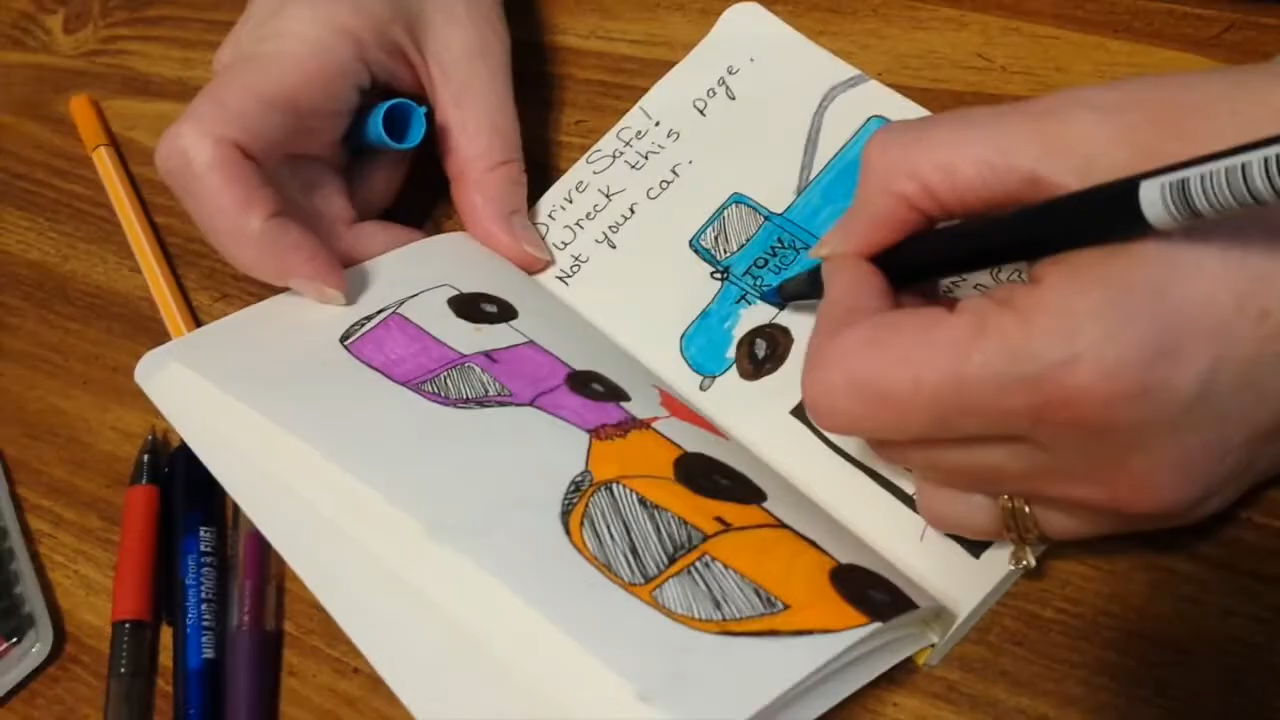 Drive Safe!
Wreck this page.
Not your car.
TOW
TRUCK
"Stolen From
MIDLAND FOOD & FUEL